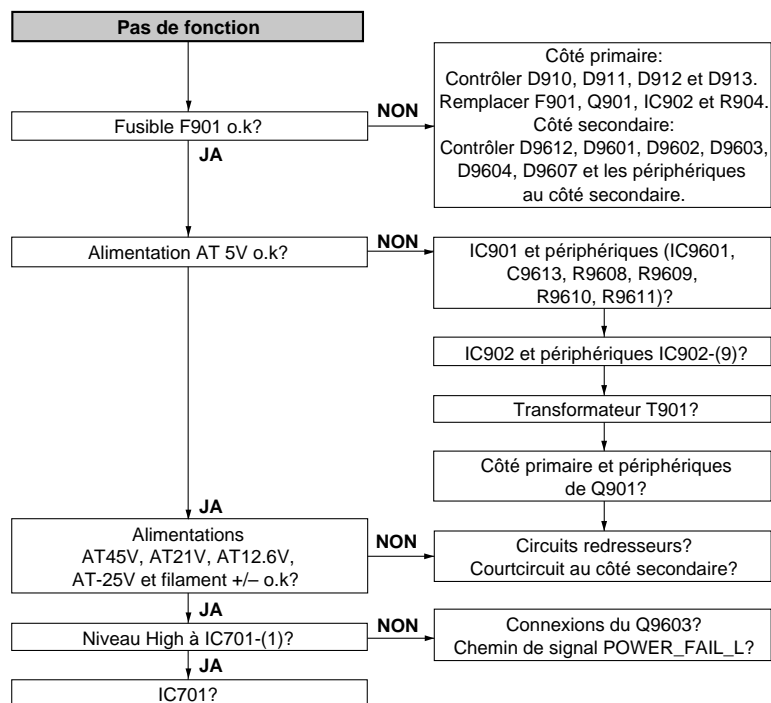 Pas de fonction
Fusible F901 o.k?
NON
Côté primaire:
Contrôler D910, D911, D912 et D913.
Remplacer F901, Q901, IC902 et R904.
Côté secondaire:
Contrôler D9612, D9601, D9602, D9603,
D9604, D9607 et les périphériques
au côté secondaire.
JA
Alimentation AT 5V o.k?
NON
IC901 et périphériques (IC9601,
C9613, R9608, R9609,
R9610, R9611)?
IC902 et périphériques IC902-(9)?
Transformateur T901?
Côté primaire et périphériques
de Q901?
JA
Alimentations
AT45V, AT21V, AT12.6V,
AT-25V et filament +/– o.k?
NON
Circuits redresseurs?
Courtcircuit au côté secondaire?
JA
Niveau High à IC701-(1)?
NON
Connexions du Q9603?
Chemin de signal POWER_FAIL_L?
JA
IC701?